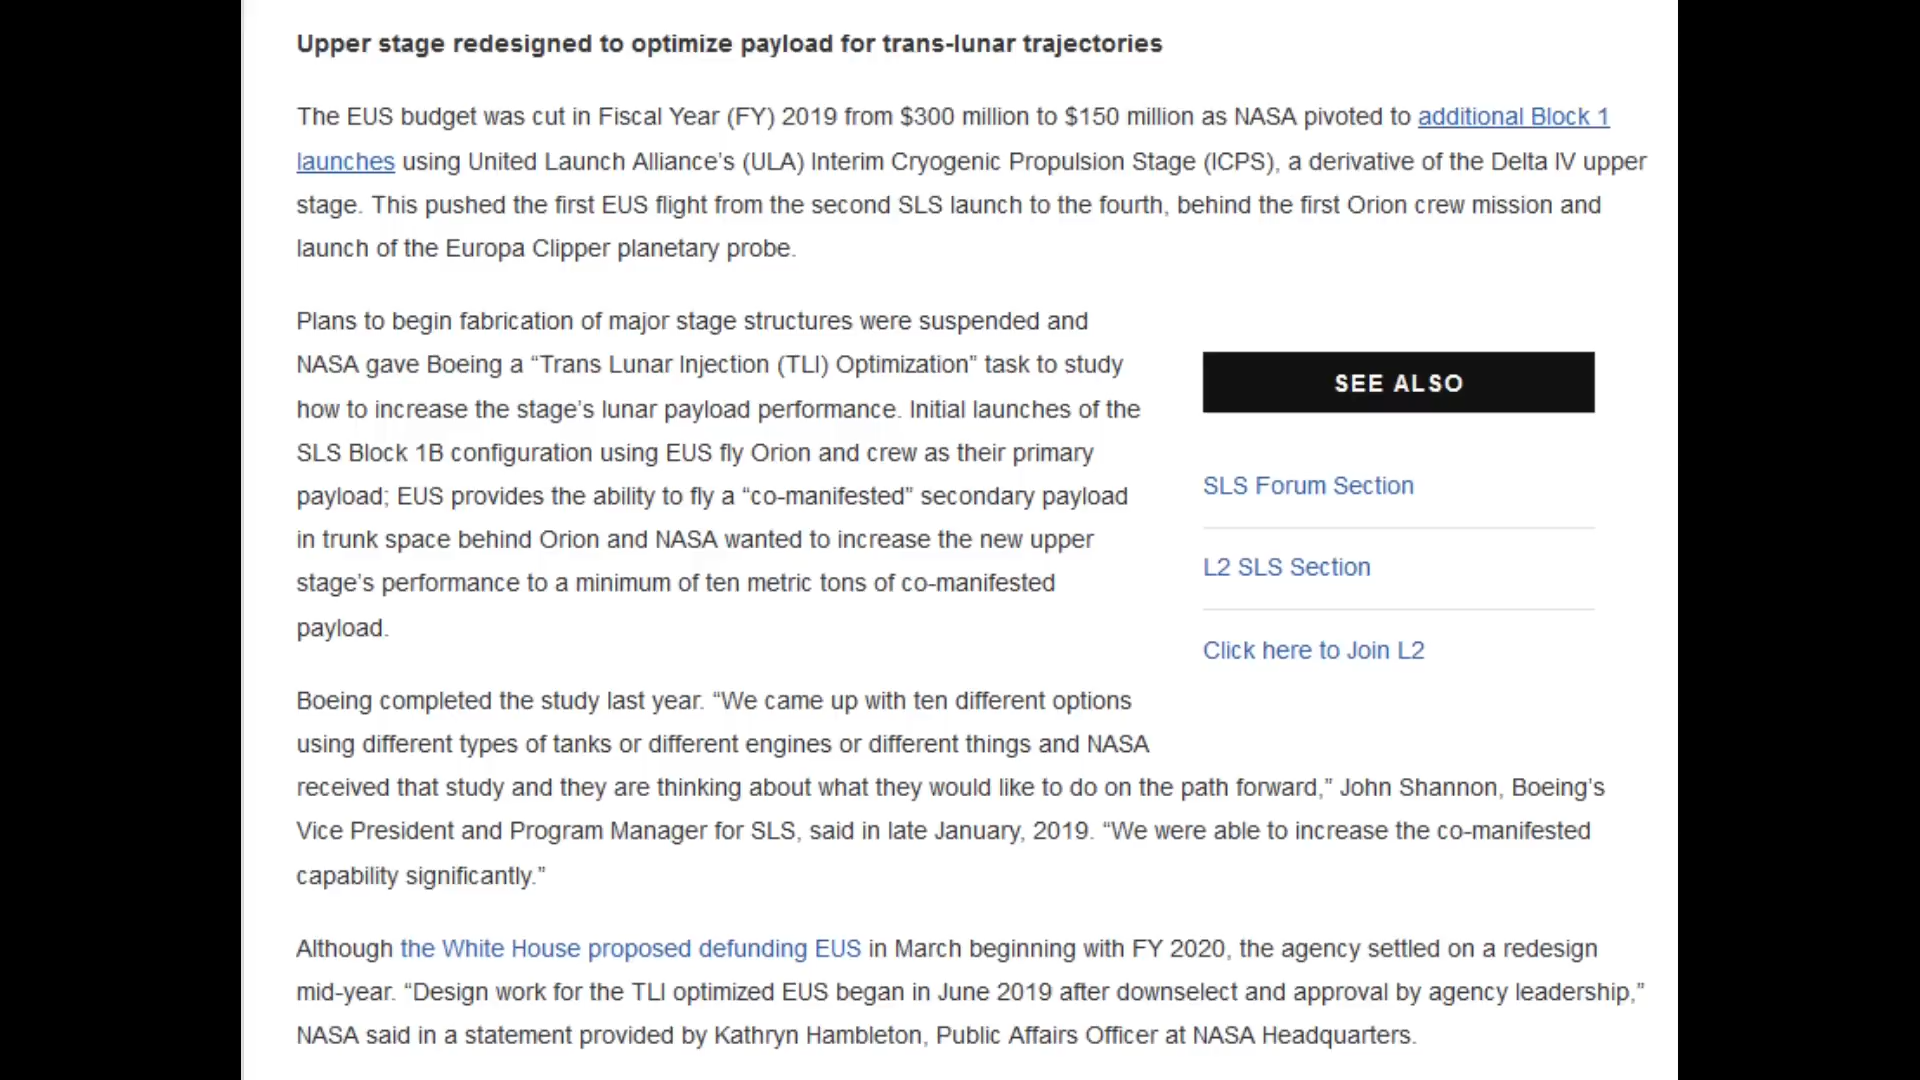 Upper stage redesigned to optimize payload for trans-lunar trajectories
The EUS budget was cut in Fiscal Year (FY) 2019 from $300 million to $150 million as NASA pivoted to additional Block 1
launches using United Launch Alliance’s (ULA) Interim Cryogenic Propulsion Stage (ICPS), a derivative of the Delta IV upper
stage. This pushed the first EUS flight from the second SLS launch to the fourth, behind the first Orion crew mission and
launch of the Europa Clipper planetary probe.
Plans to begin fabrication of major stage structures were suspended and
NASA gave Boeing a “Trans Lunar Injection (TLI) Optimization” task to study
how to increase the stage’s lunar payload performance. Initial launches of the
SLS Block 1B configuration using EUS fly Orion and crew as their primary
payload; EUS provides the ability to fly a “co-manifested” secondary payload
in trunk space behind Orion and NASA wanted to increase the new upper
stage’s performance to a minimum of ten metric tons of co-manifested
payload.
SEE ALSO
SLS Forum Section
L2 SLS Section
Click here to Join L2
Boeing completed the study last year. “We came up with ten different options
using different types of tanks or different engines or different things and NASA
received that study and they are thinking about what they would like to do on the path forward,” John Shannon, Boeing’s
Vice President and Program Manager for SLS, said in late January, 2019. “We were able to increase the co-manifested
capability significantly.”
Although the White House proposed defunding EUS in March beginning with FY 2020, the agency settled on a redesign
mid-year. “Design work for the TLI optimized EUS began in June 2019 after downselect and approval by agency leadership,”
NASA said in a statement provided by Kathryn Hambleton, Public Affairs Officer at NASA Headquarters.